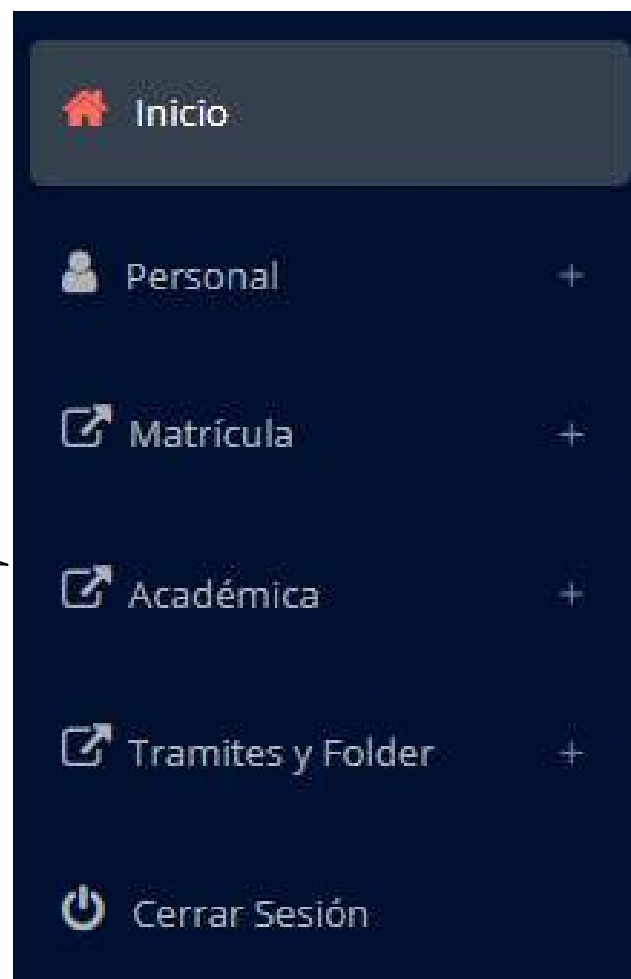 Inicio
Personal +
Matrícula +
Académica +
Tramites y Folder +
Cerrar Sesión